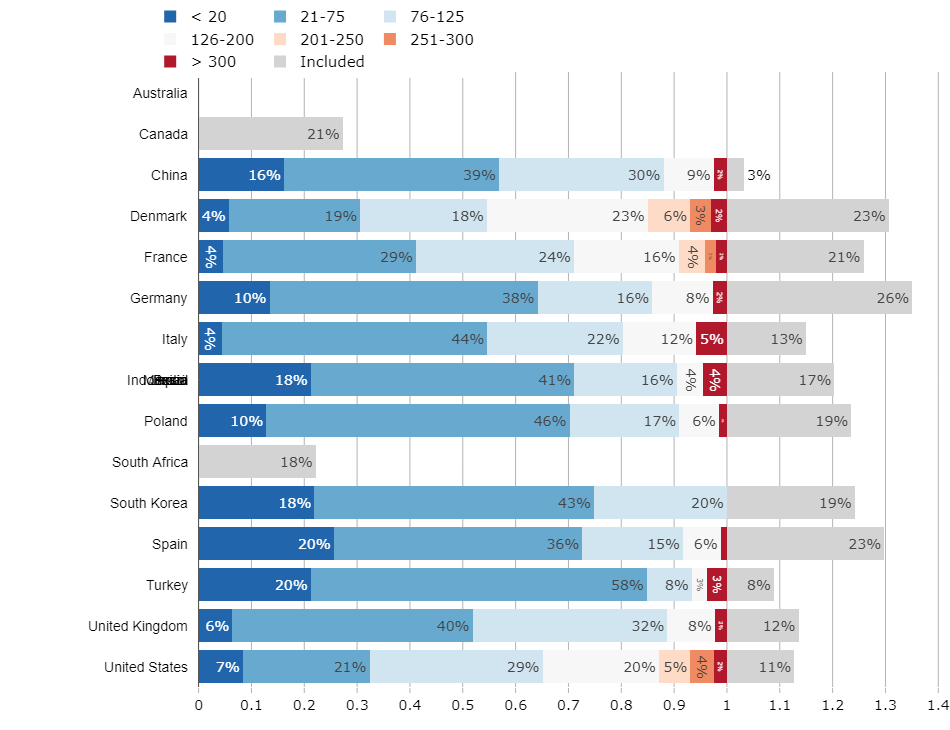 < 20 21-75 76-125
126-200 201-250 251-300
> 300 Included
Australia
Canada 21%
China 16% 39% 30% 9% 2% 3%
Denmark 4% 19% 18% 23% 6% 3% 2% 23%
France 4% 29% 24% 16% 4% 21%
Germany 10% 38% 16% 8% 2% 26%
Italy 4% 44% 22% 12% 5% 13%
18% 41% 16% 4% 4% 17%
Poland 10% 46% 17% 6% 19%
South Africa 18%
South Korea 18% 43% 20% 19%
Spain 20% 36% 15% 6% 23%
Turkey 20% 58% 8% 3% 3% 8%
United Kingdom 6% 40% 32% 8% 2% 12%
United States 7% 21% 29% 20% 5% 4% 2% 11%
0 0.1 0.2 0.3 0.4 0.5 0.6 0.7 0.8 0.9 1 1.1 1.2 1.3 1.4